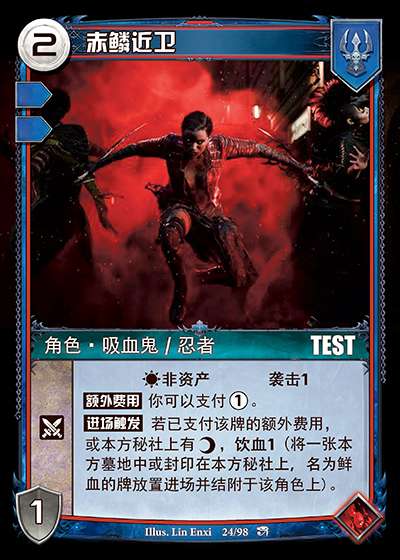 2 赤鳞近卫
角色·吸血鬼 / 忍者 TEST
非资产 袭击1
额外费用 你可以支付1。
进场触发 若已支付该牌的额外费用,
或本方秘社上有,饮血1(将一张本
方墓地中或封印在本方秘社上,名为鲜
血的牌放置进场并结附于该角色上)。
1
Illus. Lin Enxi 24/98